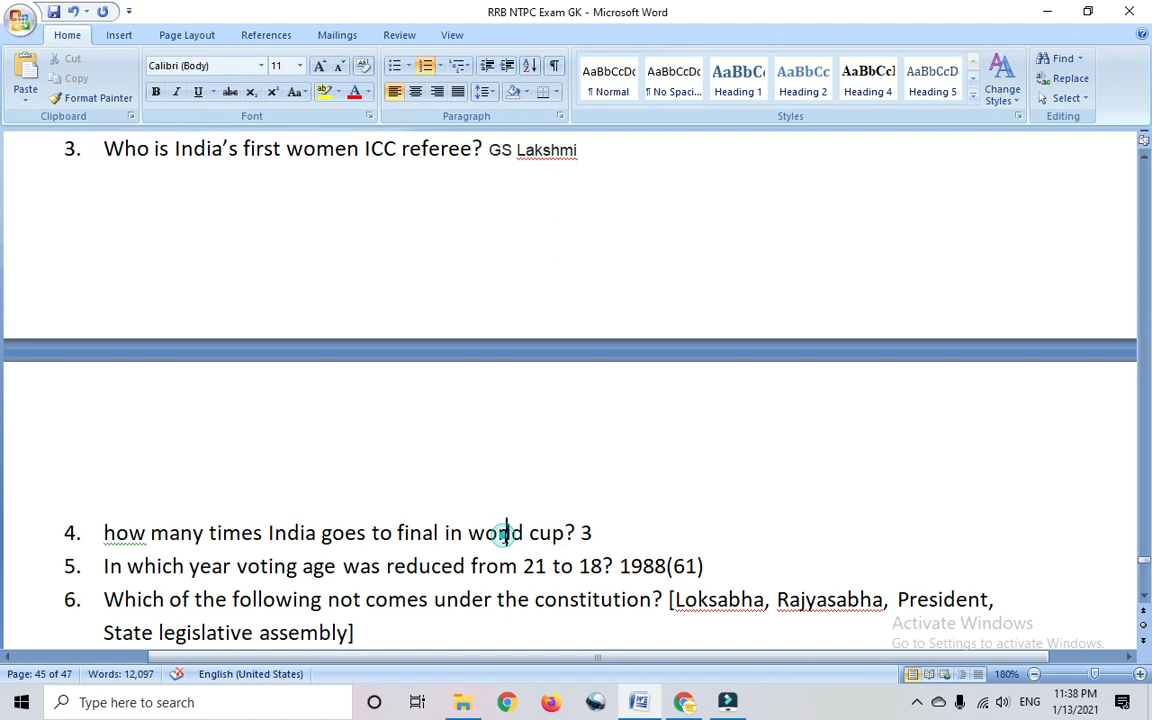 RRB NTPC Exam GK - Microsoft Word
Home Insert Page Layout References Mailings Review View
Paste
Cut
Copy
Format Painter
Clipboard
Calibri (Body) 11
Font
Paragraph
AaBbCcDc AaBbCcDc AaBbC AaBbCc AaBbCcI AaBbCcD
¶ Normal ¶ No Spaci... Heading 1 Heading 2 Heading 4 Heading 5
Change Styles
Styles
Find
Replace
Select
Editing
3. Who is India's first women ICC referee? GS Lakshmi
4. how many times India goes to final in world cup? 3
5. In which year voting age was reduced from 21 to 18? 1988(61)
6. Which of the following not comes under the constitution? [Loksabha, Rajyasabha, President,
State legislative assembly]
Activate Windows
Go to Settings to activate Windows.
Page: 45 of 47 Words: 12,097 English (United States) 180%
Type here to search
ENG
11:38 PM
1/13/2021